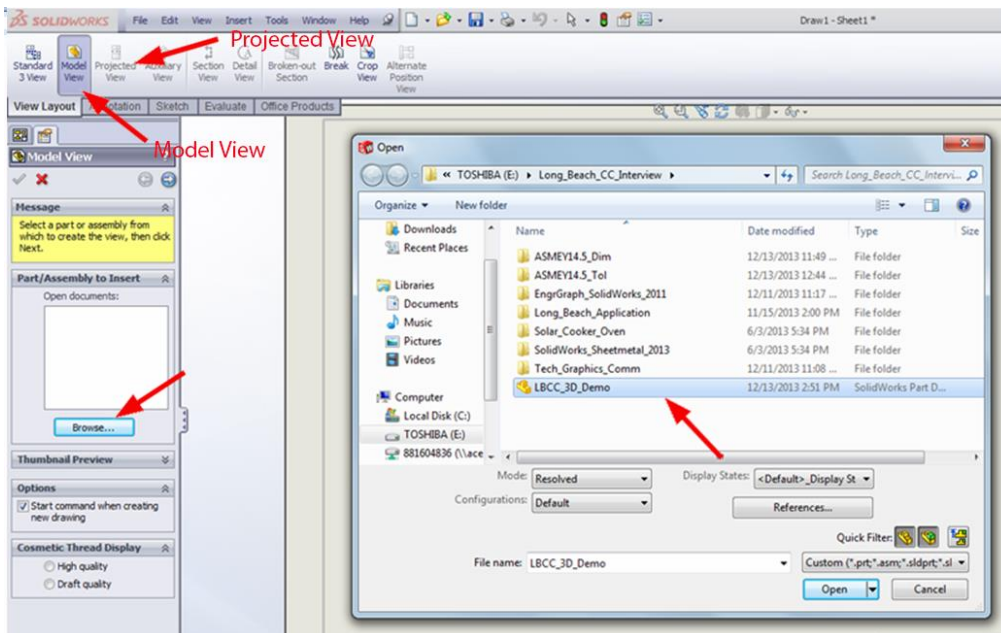 SOLIDWORKS File Edit View Insert Tools Window Help Draw1 - Sheet1 *
Projected View
Standard 3 View
Model View
Projected View
Auxiliary View
Section View
Detail View
Broken-out Section
Break
Crop View
Alternate Position View
View Layout Annotation Sketch Evaluate Office Products
Model View
Model View
Message
Select a part or assembly from
which to create the view, then click
Next.
Part/Assembly to Insert
Open documents:
Browse...
Thumbnail Preview
Options
Start command when creating
new drawing
Cosmetic Thread Display
High quality
Draft quality
Open
« TOSHIBA (E:) Long_Beach_CC_Interview
Search Long_Beach_CC_Intervi...
Organize New folder
Downloads
Recent Places
Libraries
Documents
Music
Pictures
Videos
Computer
Local Disk (C:)
TOSHIBA (E:)
881604836 (\\ace
Name Date modified Type Size
ASMEY14.5_Dim 12/13/2013 11:49 ... File folder
ASMEY14.5_Tol 12/13/2013 12:44 ... File folder
EngrGraph_SolidWorks_2011 12/11/2013 11:17 ... File folder
Long_Beach_Application 11/15/2013 2:00 PM File folder
Solar_Cooker_Oven 6/3/2013 5:34 PM File folder
SolidWorks_Sheetmetal_2013 6/3/2013 5:34 PM File folder
Tech_Graphics_Comm 12/11/2013 11:08 ... File folder
LBCC_3D_Demo 12/13/2013 2:51 PM SolidWorks Part D...
Mode: Resolved Display States: <Default>_Display St
Configurations: Default References...
Quick Filter:
File name: LBCC_3D_Demo Custom (*.prt;*.asm;*.sldprt;*.sl
Open Cancel